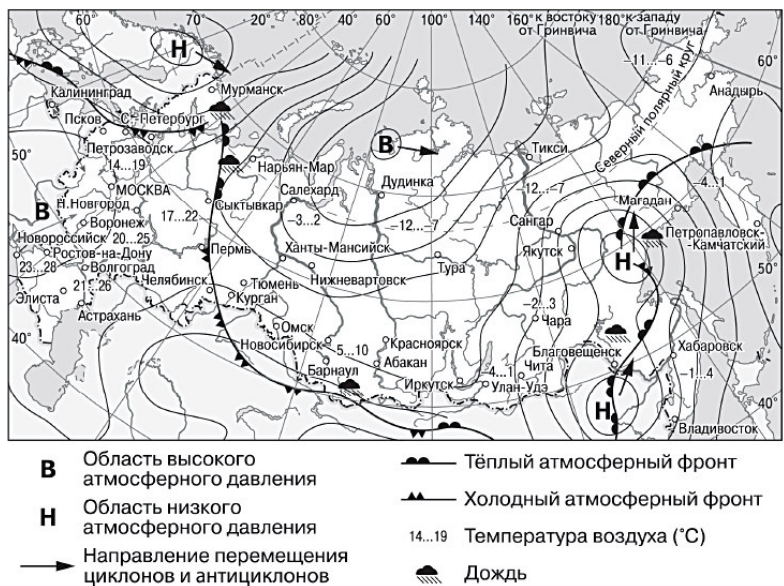 60° 70° 20° 80° 40° 60° 80° 100° 120° 140° 160° к востоку от Гринвича 180° к западу от Гринвича
Н
Мурманск
–11...–6
Северный полярный круг
60°
Анадырь
Калининград
Псков
С.-Петербург
Петрозаводск
50°
14...19
В
Тикси
Нарьян-Мар
Салехард
Дудинка
–12...–7
–4...1
МОСКВА
Н.Новгород
Сыктывкар
–3...2
–12...–7
Магадан
В
Воронеж
17...22
Сангар
Петропавловск-
Камчатский
Новороссийск
20...25
Ростов-на-Дону
Пермь
Ханты-Мансийск
Якутск
Н
23...28
Волгоград
Нижневартовск
Тура
50°
Элиста
21...26
Челябинск
Тюмень
Курган
–2...3
Чара
Астрахань
40°
Омск
Новосибирск
Красноярск
Благовещенск
Хабаровск
5...10
Барнаул
Абакан
Иркутск
–4...1
Чита
Улан-Удэ
–1...4
Н
40°
Владивосток
В Область высокого
атмосферного давления
Н Область низкого
атмосферного давления
Направление перемещения
циклонов и антициклонов
Тёплый атмосферный фронт
Холодный атмосферный фронт
14...19 Температура воздуха (°C)
Дождь